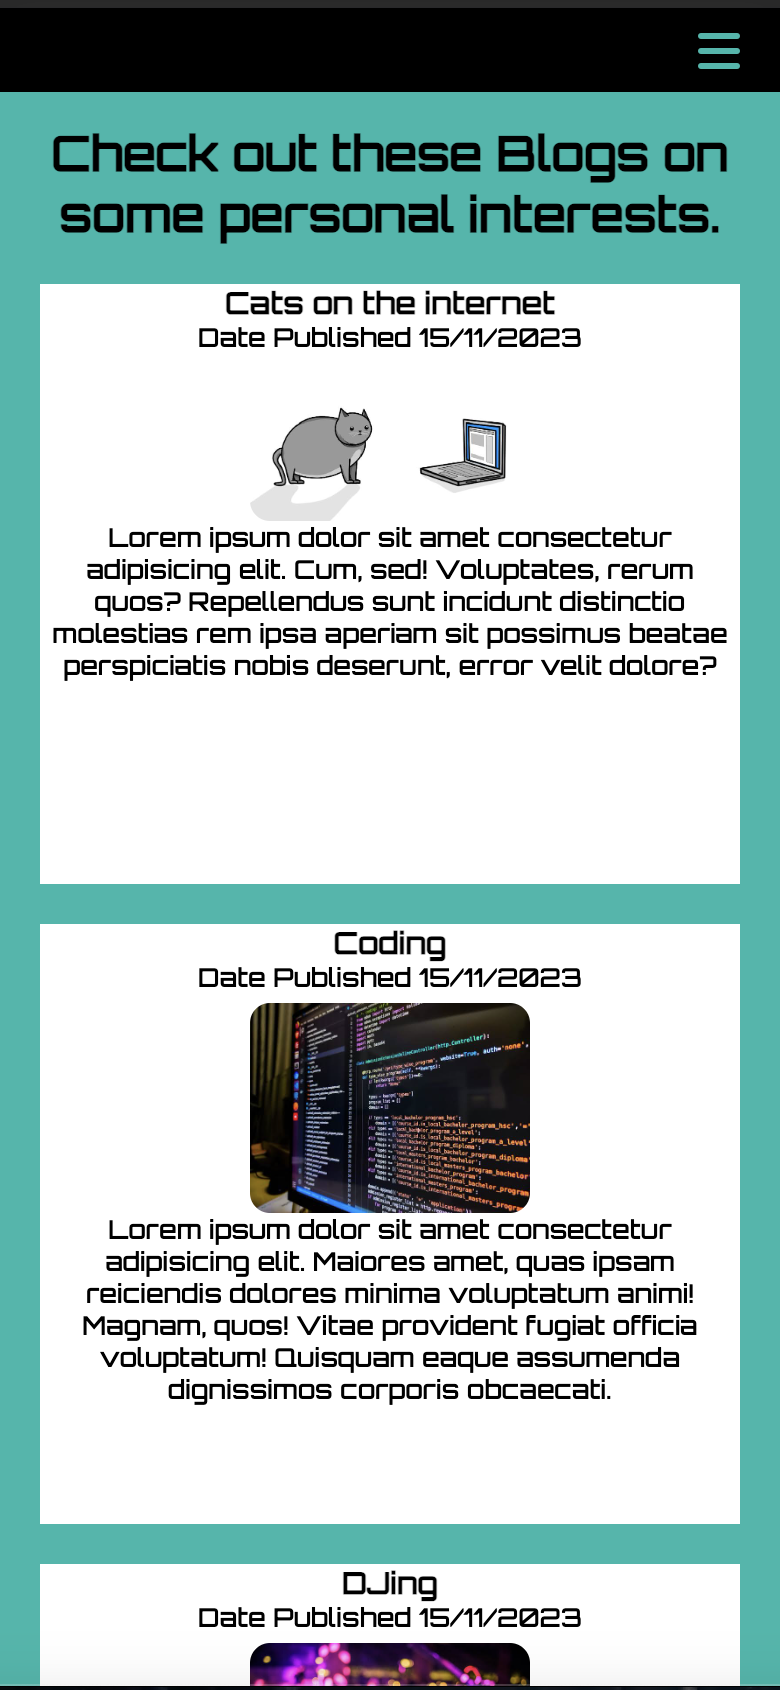 Check out these Blogs on
some personal interests.
Cats on the internet
Date Published 15/11/2023
Lorem ipsum dolor sit amet consectetur
adipisicing elit. Cum, sed! Voluptates, rerum
quos? Repellendus sunt incidunt distinctio
molestias rem ipsa aperiam sit possimus beatae
perspiciatis nobis deserunt, error velit dolore?
Coding
Date Published 15/11/2023
Lorem ipsum dolor sit amet consectetur
adipisicing elit. Maiores amet, quas ipsam
reiciendis dolores minima voluptatum animi!
Magnam, quos! Vitae provident fugiat officia
voluptatum! Quisquam eaque assumenda
dignissimos corporis obcaecati.
DJing
Date Published 15/11/2023